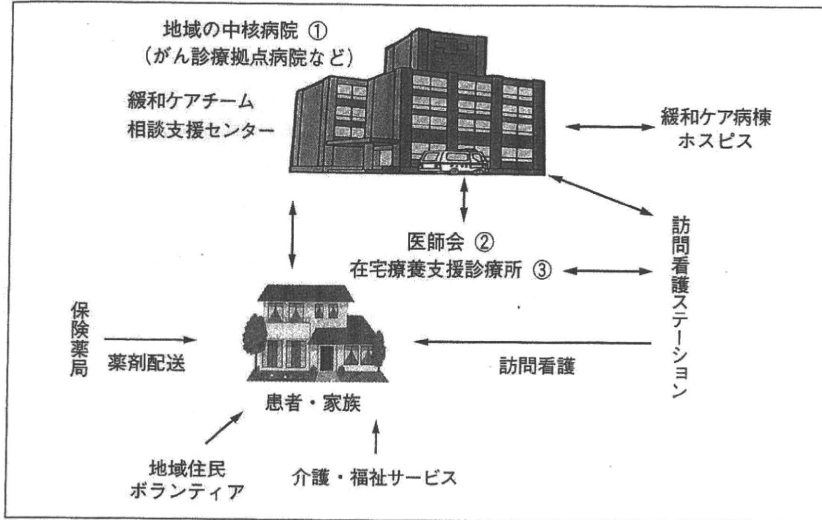 地域の中核病院 ①
（がん診療拠点病院など）
緩和ケアチーム
相談支援センター
緩和ケア病棟
ホスピス
医師会 ②
在宅療養支援診療所 ③
訪問看護ステーション
保険薬局
薬剤配送
訪問看護
患者・家族
地域住民
ボランティア
介護・福祉サービス